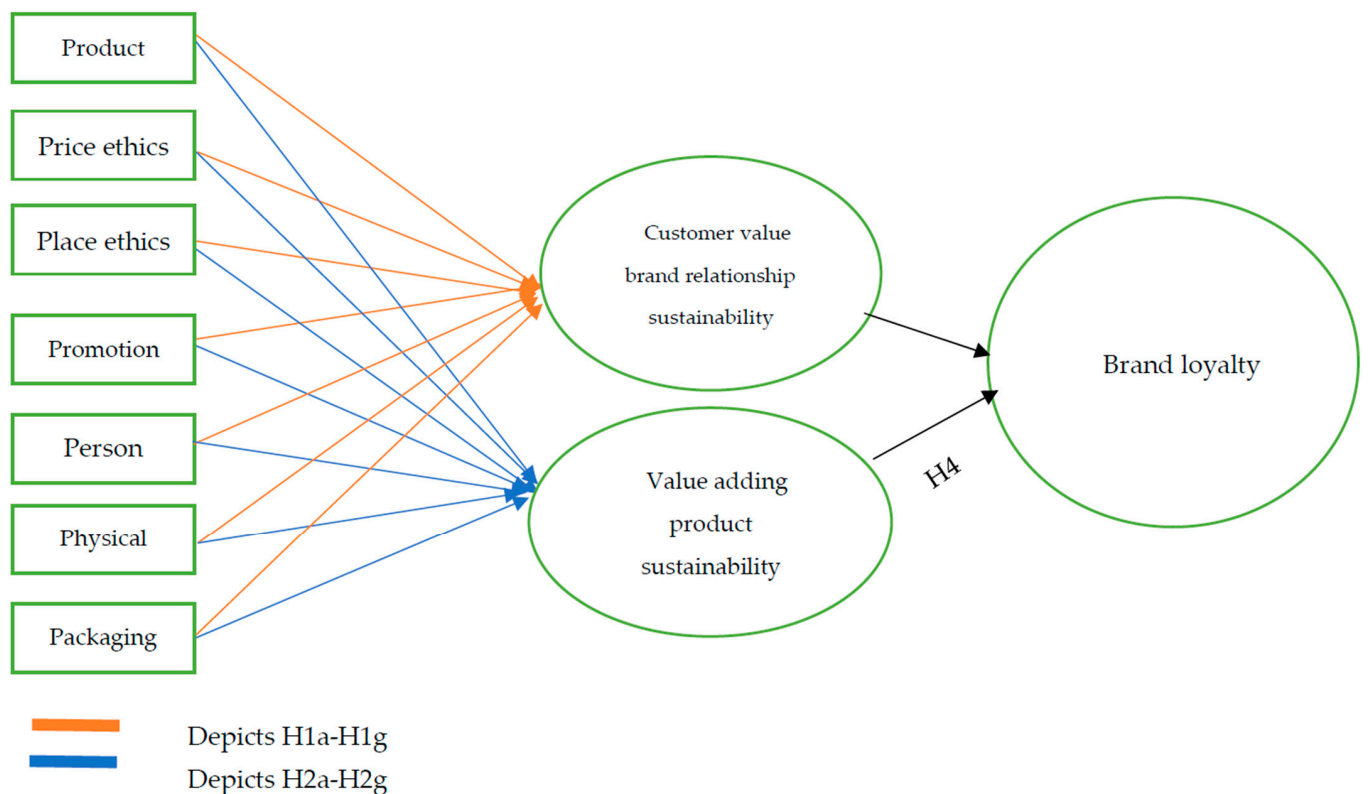 Product
Price ethics
Place ethics
Promotion
Person
Physical
Packaging
Customer value
brand relationship
sustainability
Value adding
product
sustainability
H4
Brand loyalty
Depicts H1a-H1g
Depicts H2a-H2g